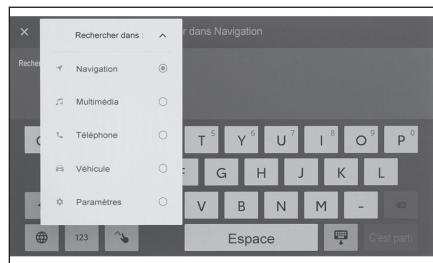 Rechercher dans :
r dans Navigation
Recher
Navigation
Multimédia
Téléphone
Véhicule
Paramètres
T 5 Y 6 U 7 I 8 O 9 P 0
G H J K L
V B N M -
123 Espace C'est parti